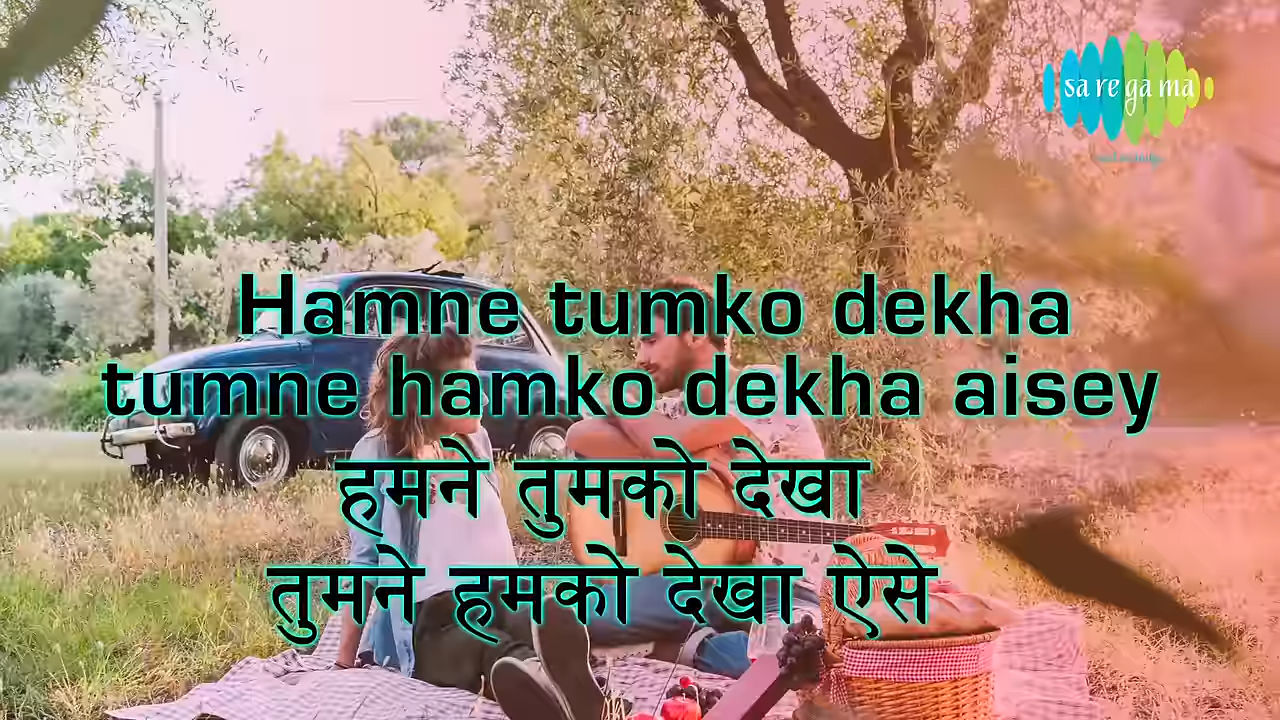 sa re ga ma
Hamne tumko dekha
tumne hamko dekha aisey
हमने तुमको देखा
तुमने हमको देखा ऐसे